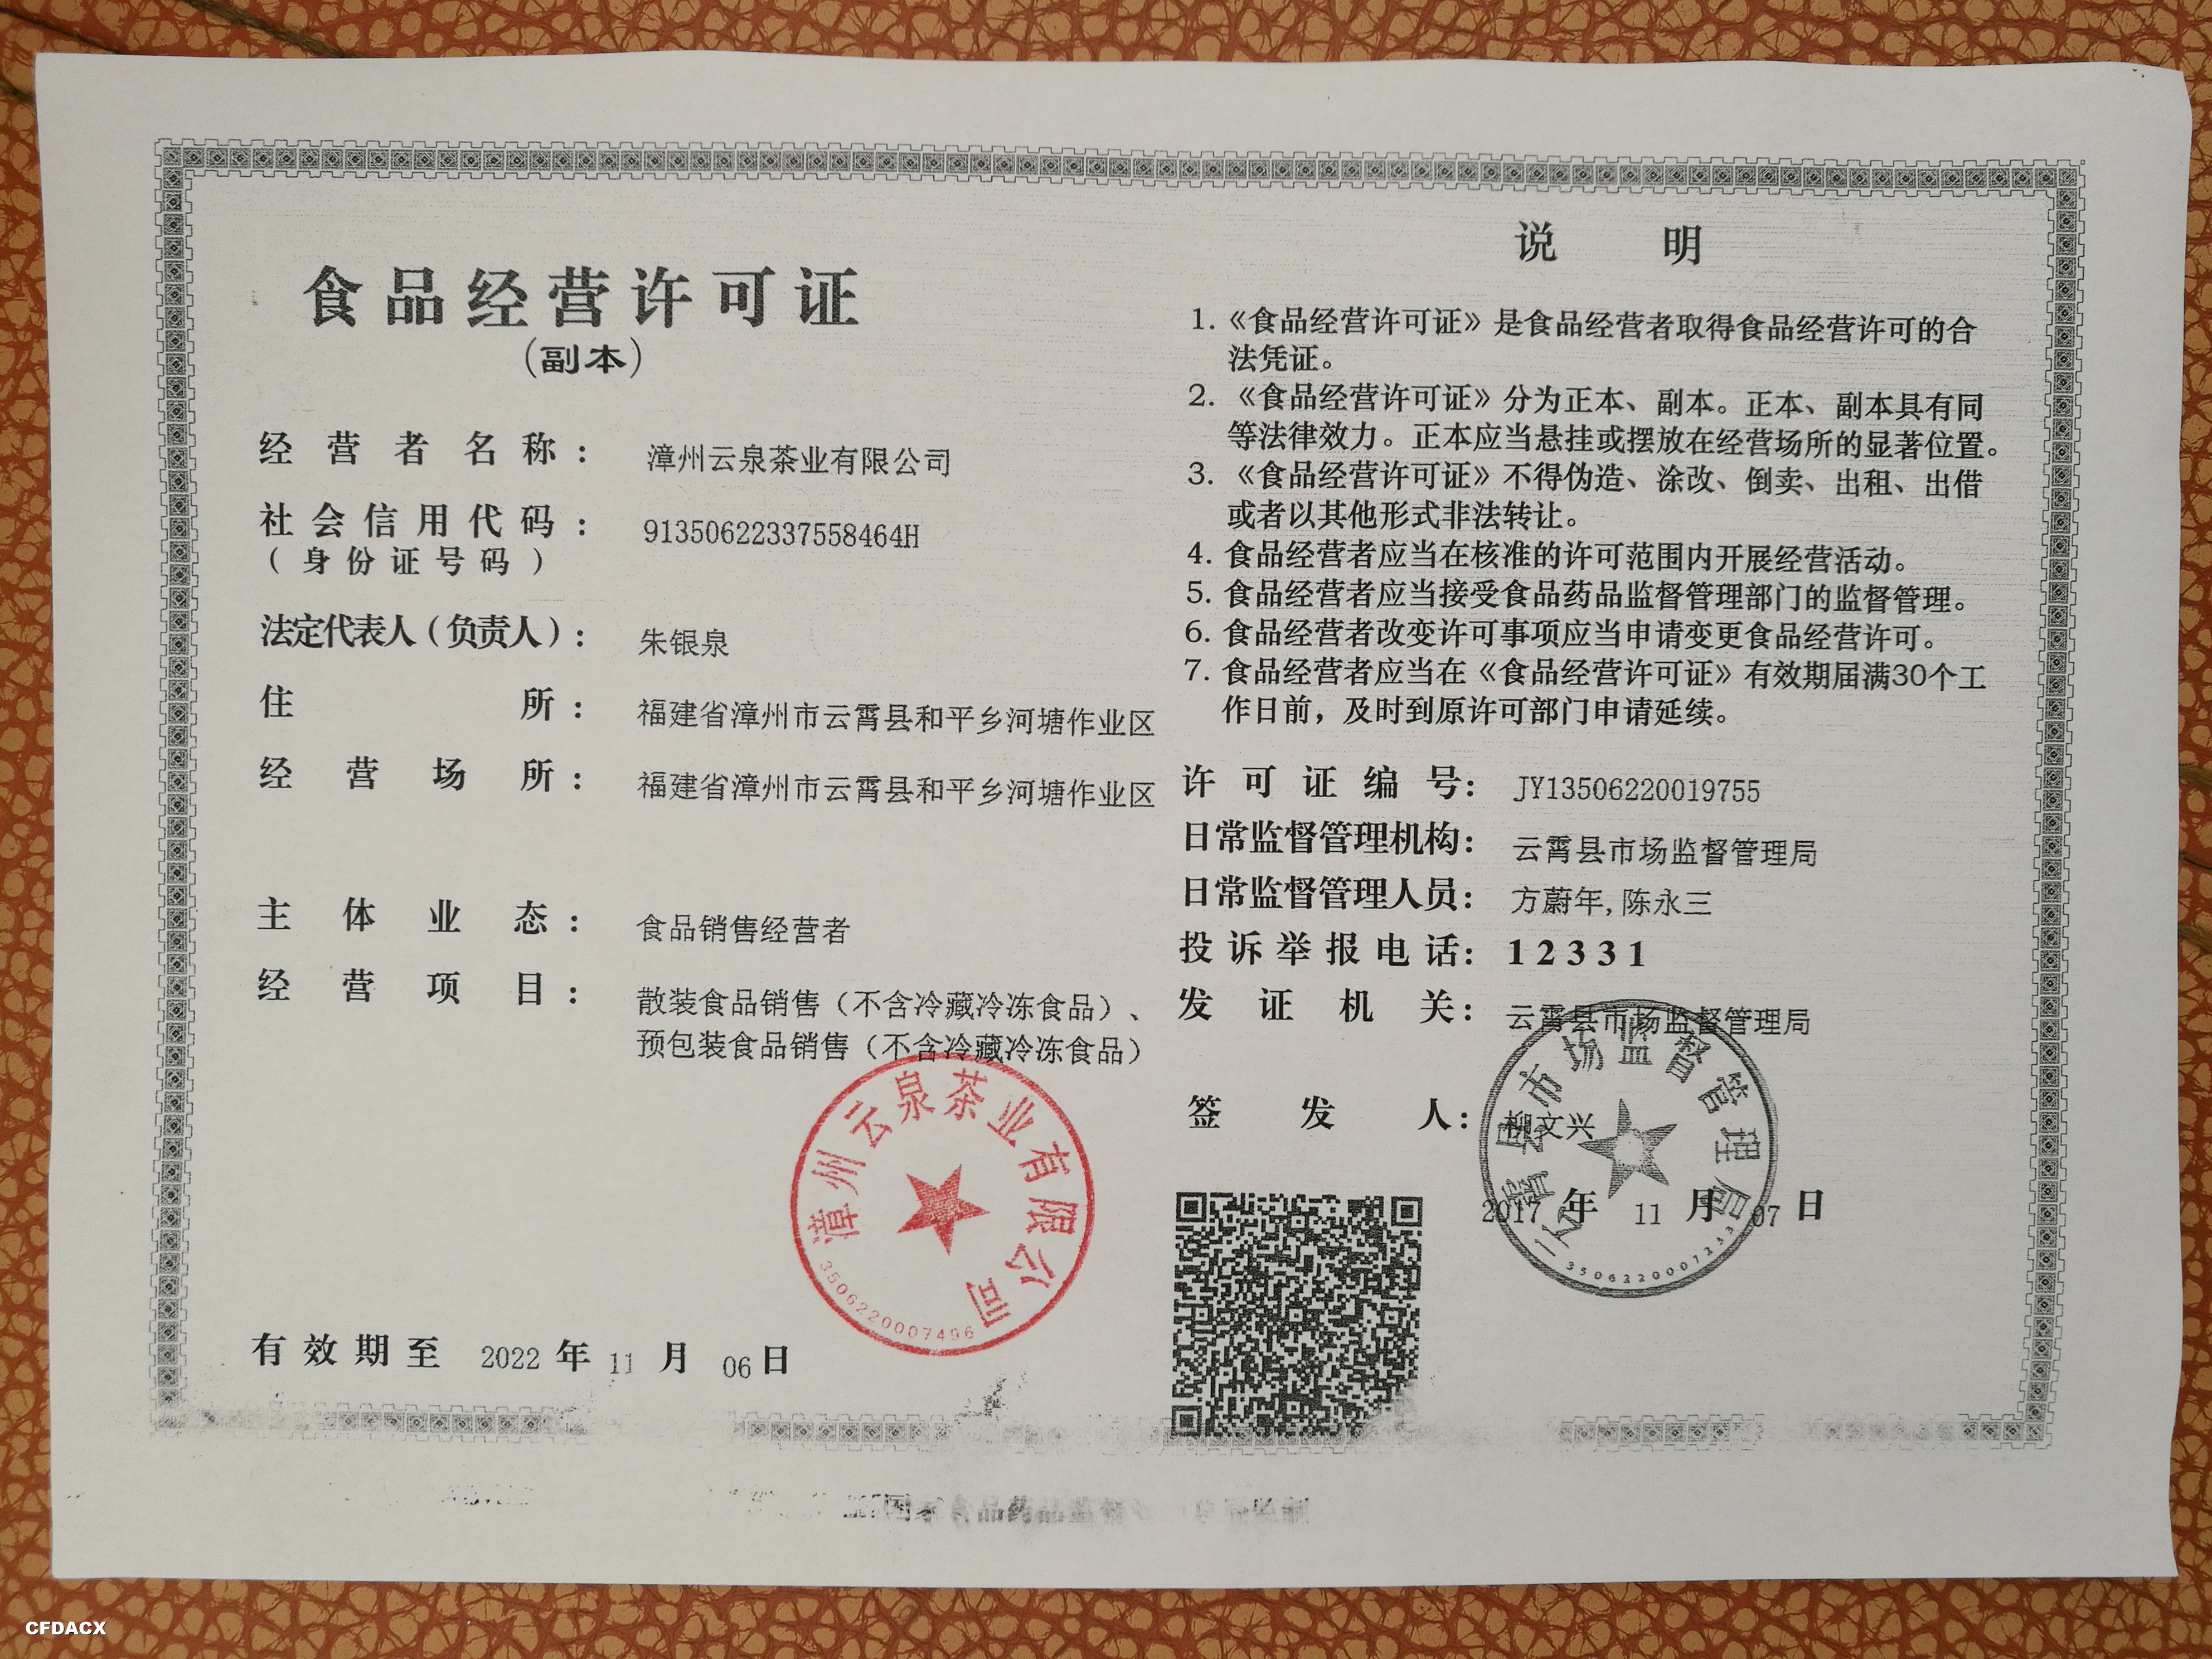 食品经营许可证
（副本）
经营者名称： 漳州云泉茶业有限公司
社会信用代码： 91350622337558464H
（身份证号码）
法定代表人（负责人）： 朱银泉
住所： 福建省漳州市云霄县和平乡河塘作业区
经营场所： 福建省漳州市云霄县和平乡河塘作业区
主体业态： 食品销售经营者
经营项目： 散装食品销售（不含冷藏冷冻食品）、
预包装食品销售（不含冷藏冷冻食品）
漳州云泉茶业有限公司
3506220007496
有效期至 2022 年 11 月 06 日
说明
1. 《食品经营许可证》是食品经营者取得食品经营许可的合
法凭证。
2. 《食品经营许可证》分为正本、副本。正本、副本具有同
等法律效力。正本应当悬挂或摆放在经营场所的显著位置。
3. 《食品经营许可证》不得伪造、涂改、倒卖、出租、出借
或者以其他形式非法转让。
4. 食品经营者应当在核准的许可范围内开展经营活动。
5. 食品经营者应当接受食品药品监督管理部门的监督管理。
6. 食品经营者改变许可事项应当申请变更食品经营许可。
7. 食品经营者应当在《食品经营许可证》有效期届满30个工
作日前，及时到原许可部门申请延续。
许可证编号： JY13506220019755
日常监督管理机构： 云霄县市场监督管理局
日常监督管理人员： 方蔚年,陈永三
投诉举报电话： 12331
发证机关： 云霄县市场监督管理局
签发人： 文兴
云霄县市场监督管理局
2017 年 11 月 07 日
CFDACX